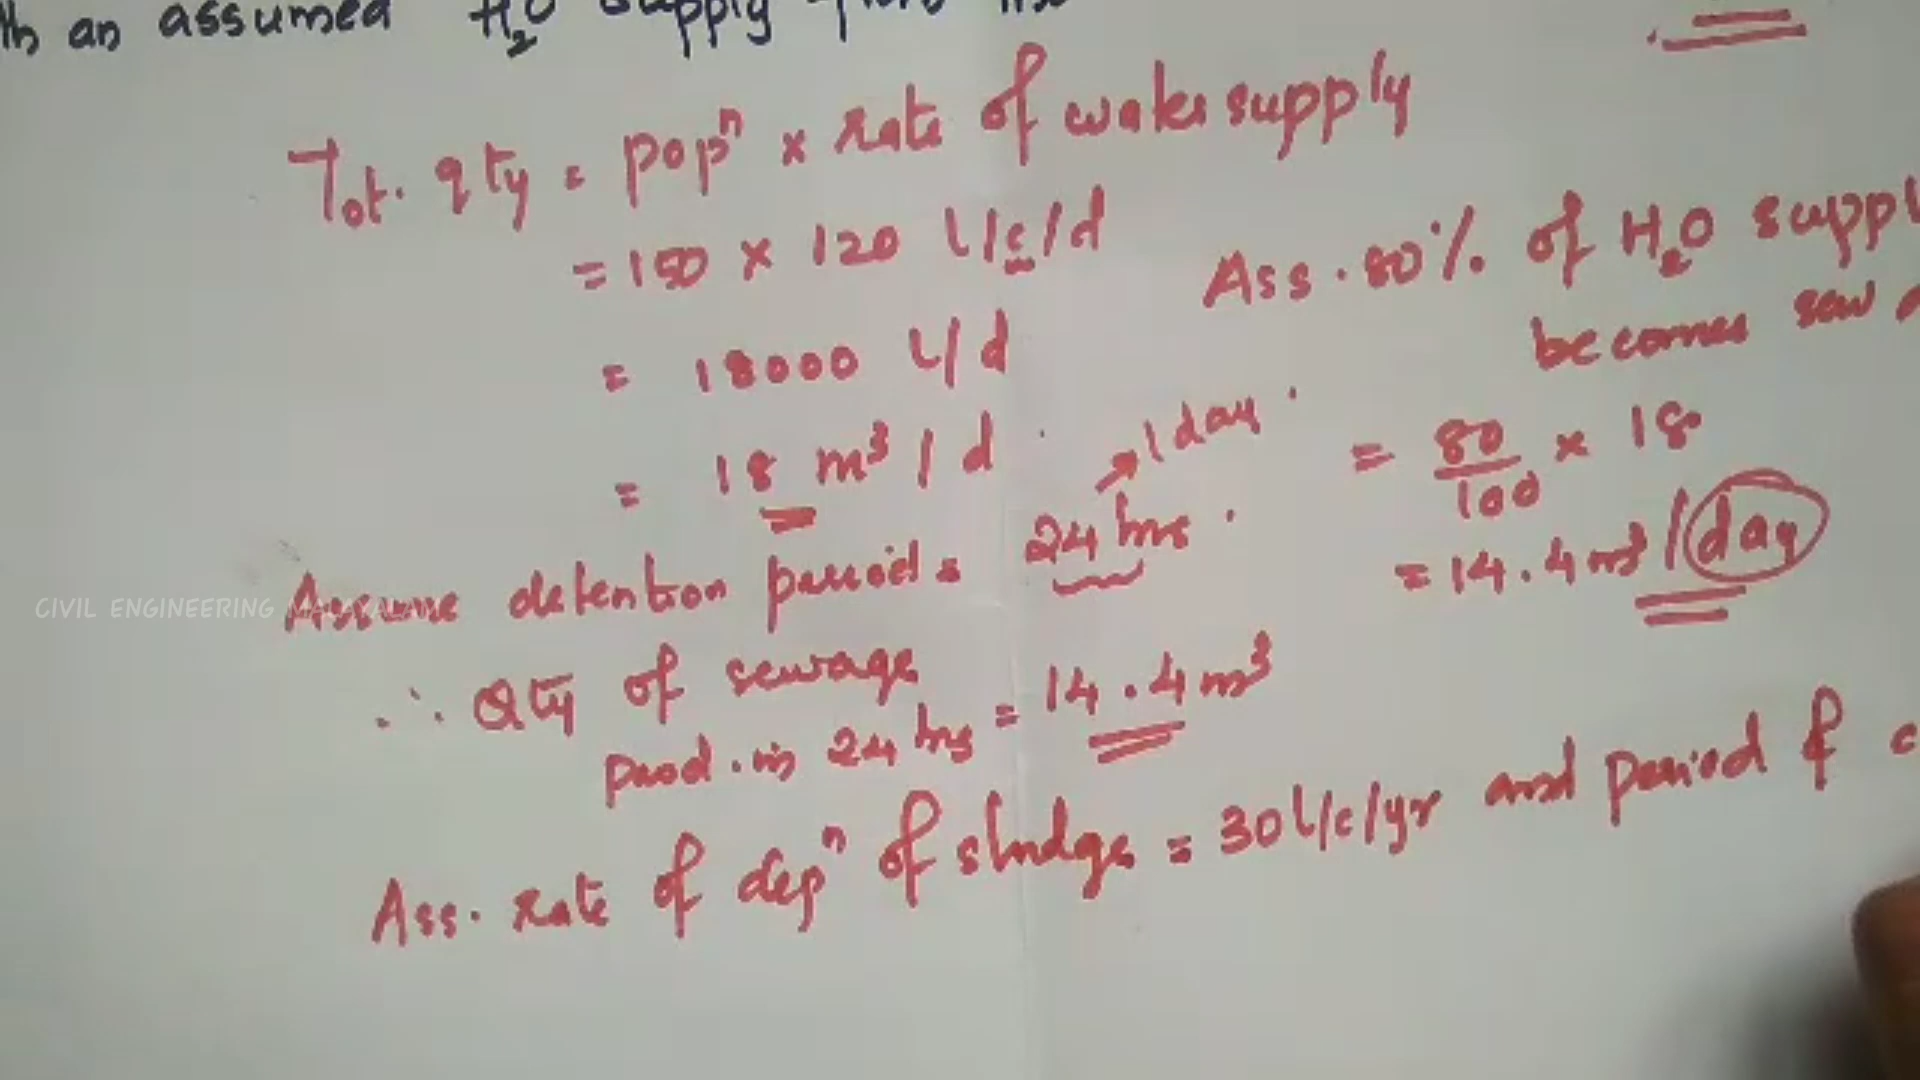 an assumed H₂O supply
Tot. qty = popⁿ × rate of water supply
= 150 × 120 l/c/d
= 18000 l/d
= 18 m³/d
Ass. 80% of H₂O suppl
becomes sew
= 80/100 × 18
= 14.4 m³/day
Assume detention period = 24 hrs. → 1 day
∴ Qty of sewage
prod. in 24 hrs = 14.4 m³
Ass. rate of depⁿ of sludge = 30 l/c/yr and period of c
CIVIL ENGINEERING MALAYALAM